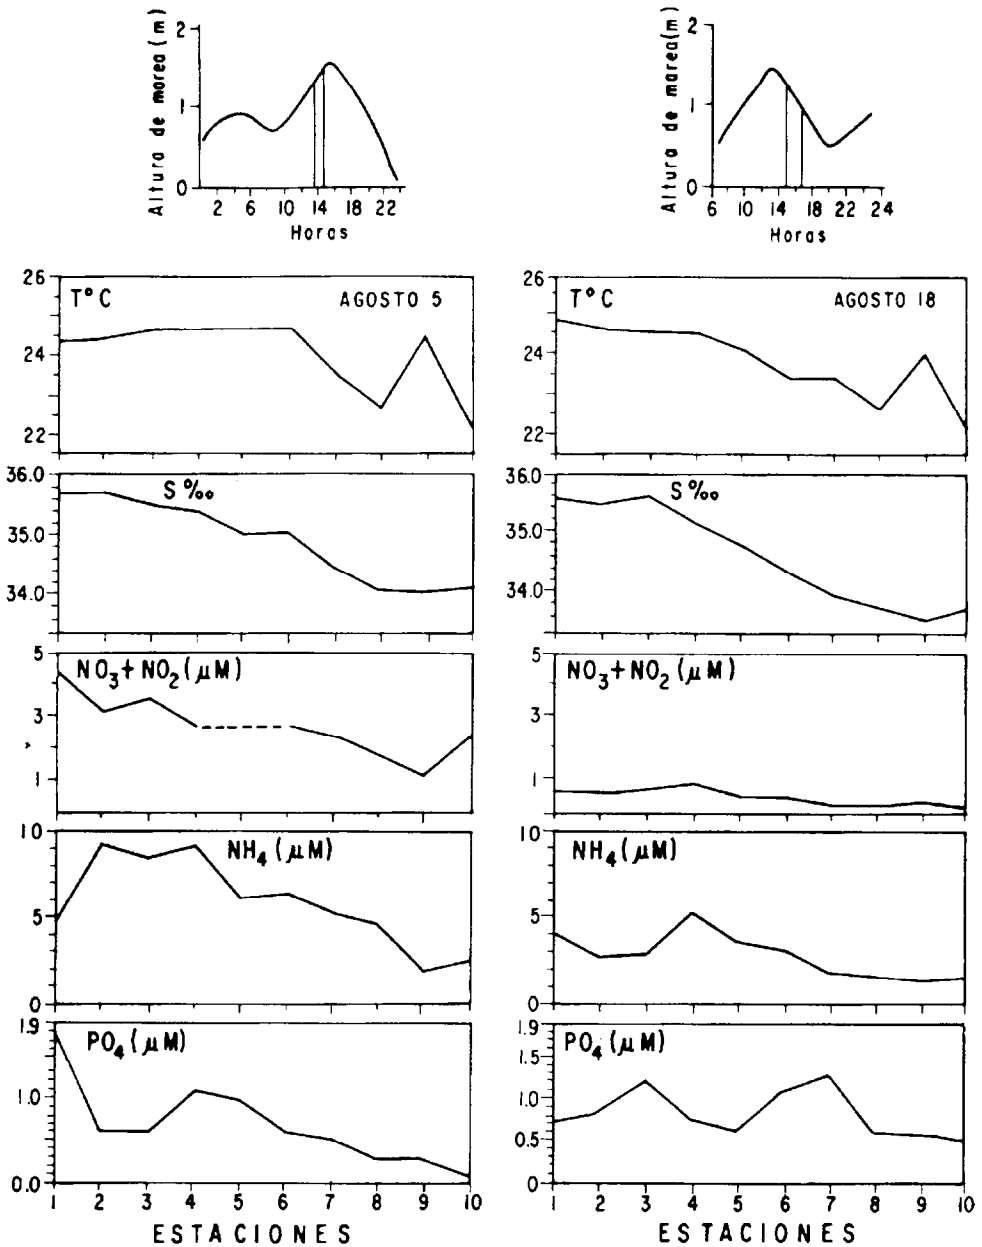 Altura de marea (m)
2
1
0
2 6 10 14 18 22
Horas
Altura de marea(m)
2
1
0
6 10 14 18 22 24
Horas
26
24
22
T°C
AGOSTO 5
26
24
22
T°C
AGOSTO 18
36.0
35.0
34.0
S‰
36.0
35.0
34.0
S‰
5
3
1
NO3+NO2(μM)
5
3
1
NO3+NO2(μM)
10
5
0
NH4(μM)
10
5
0
NH4(μM)
1.9
1.0
0.0
PO4(μM)
1 2 3 4 5 6 7 8 9 10
ESTACIONES
1.9
1.5
1.0
0.5
0
PO4(μM)
1 2 3 4 5 6 7 8 9 10
ESTACIONES